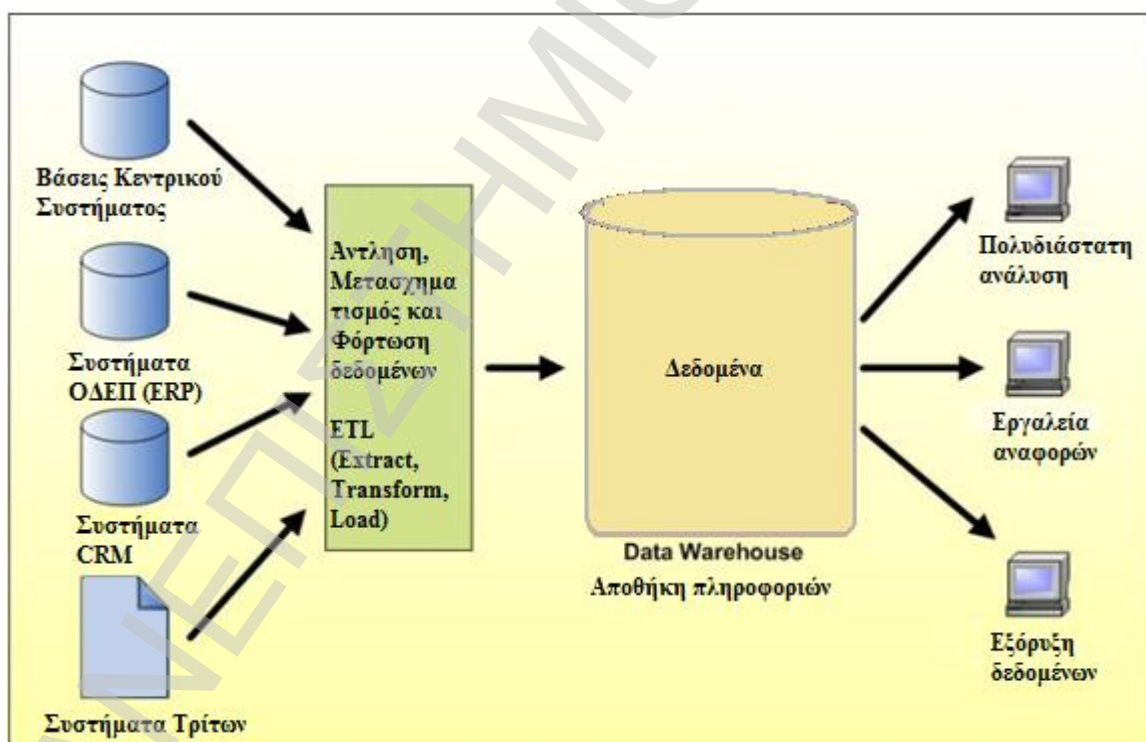 Βάσεις Κεντρικού
Συστήματος
Συστήματα
ΟΔΕΠ (ERP)
Συστήματα
CRM
Συστήματα Τρίτων
Άντληση,
Μετασχημα
τισμός και
Φόρτωση
δεδομένων
ETL
(Extract,
Transform,
Load)
Δεδομένα
Data Warehouse
Αποθήκη πληροφοριών
Πολυδιάστατη
ανάλυση
Εργαλεία
αναφορών
Εξόρυξη
δεδομένων